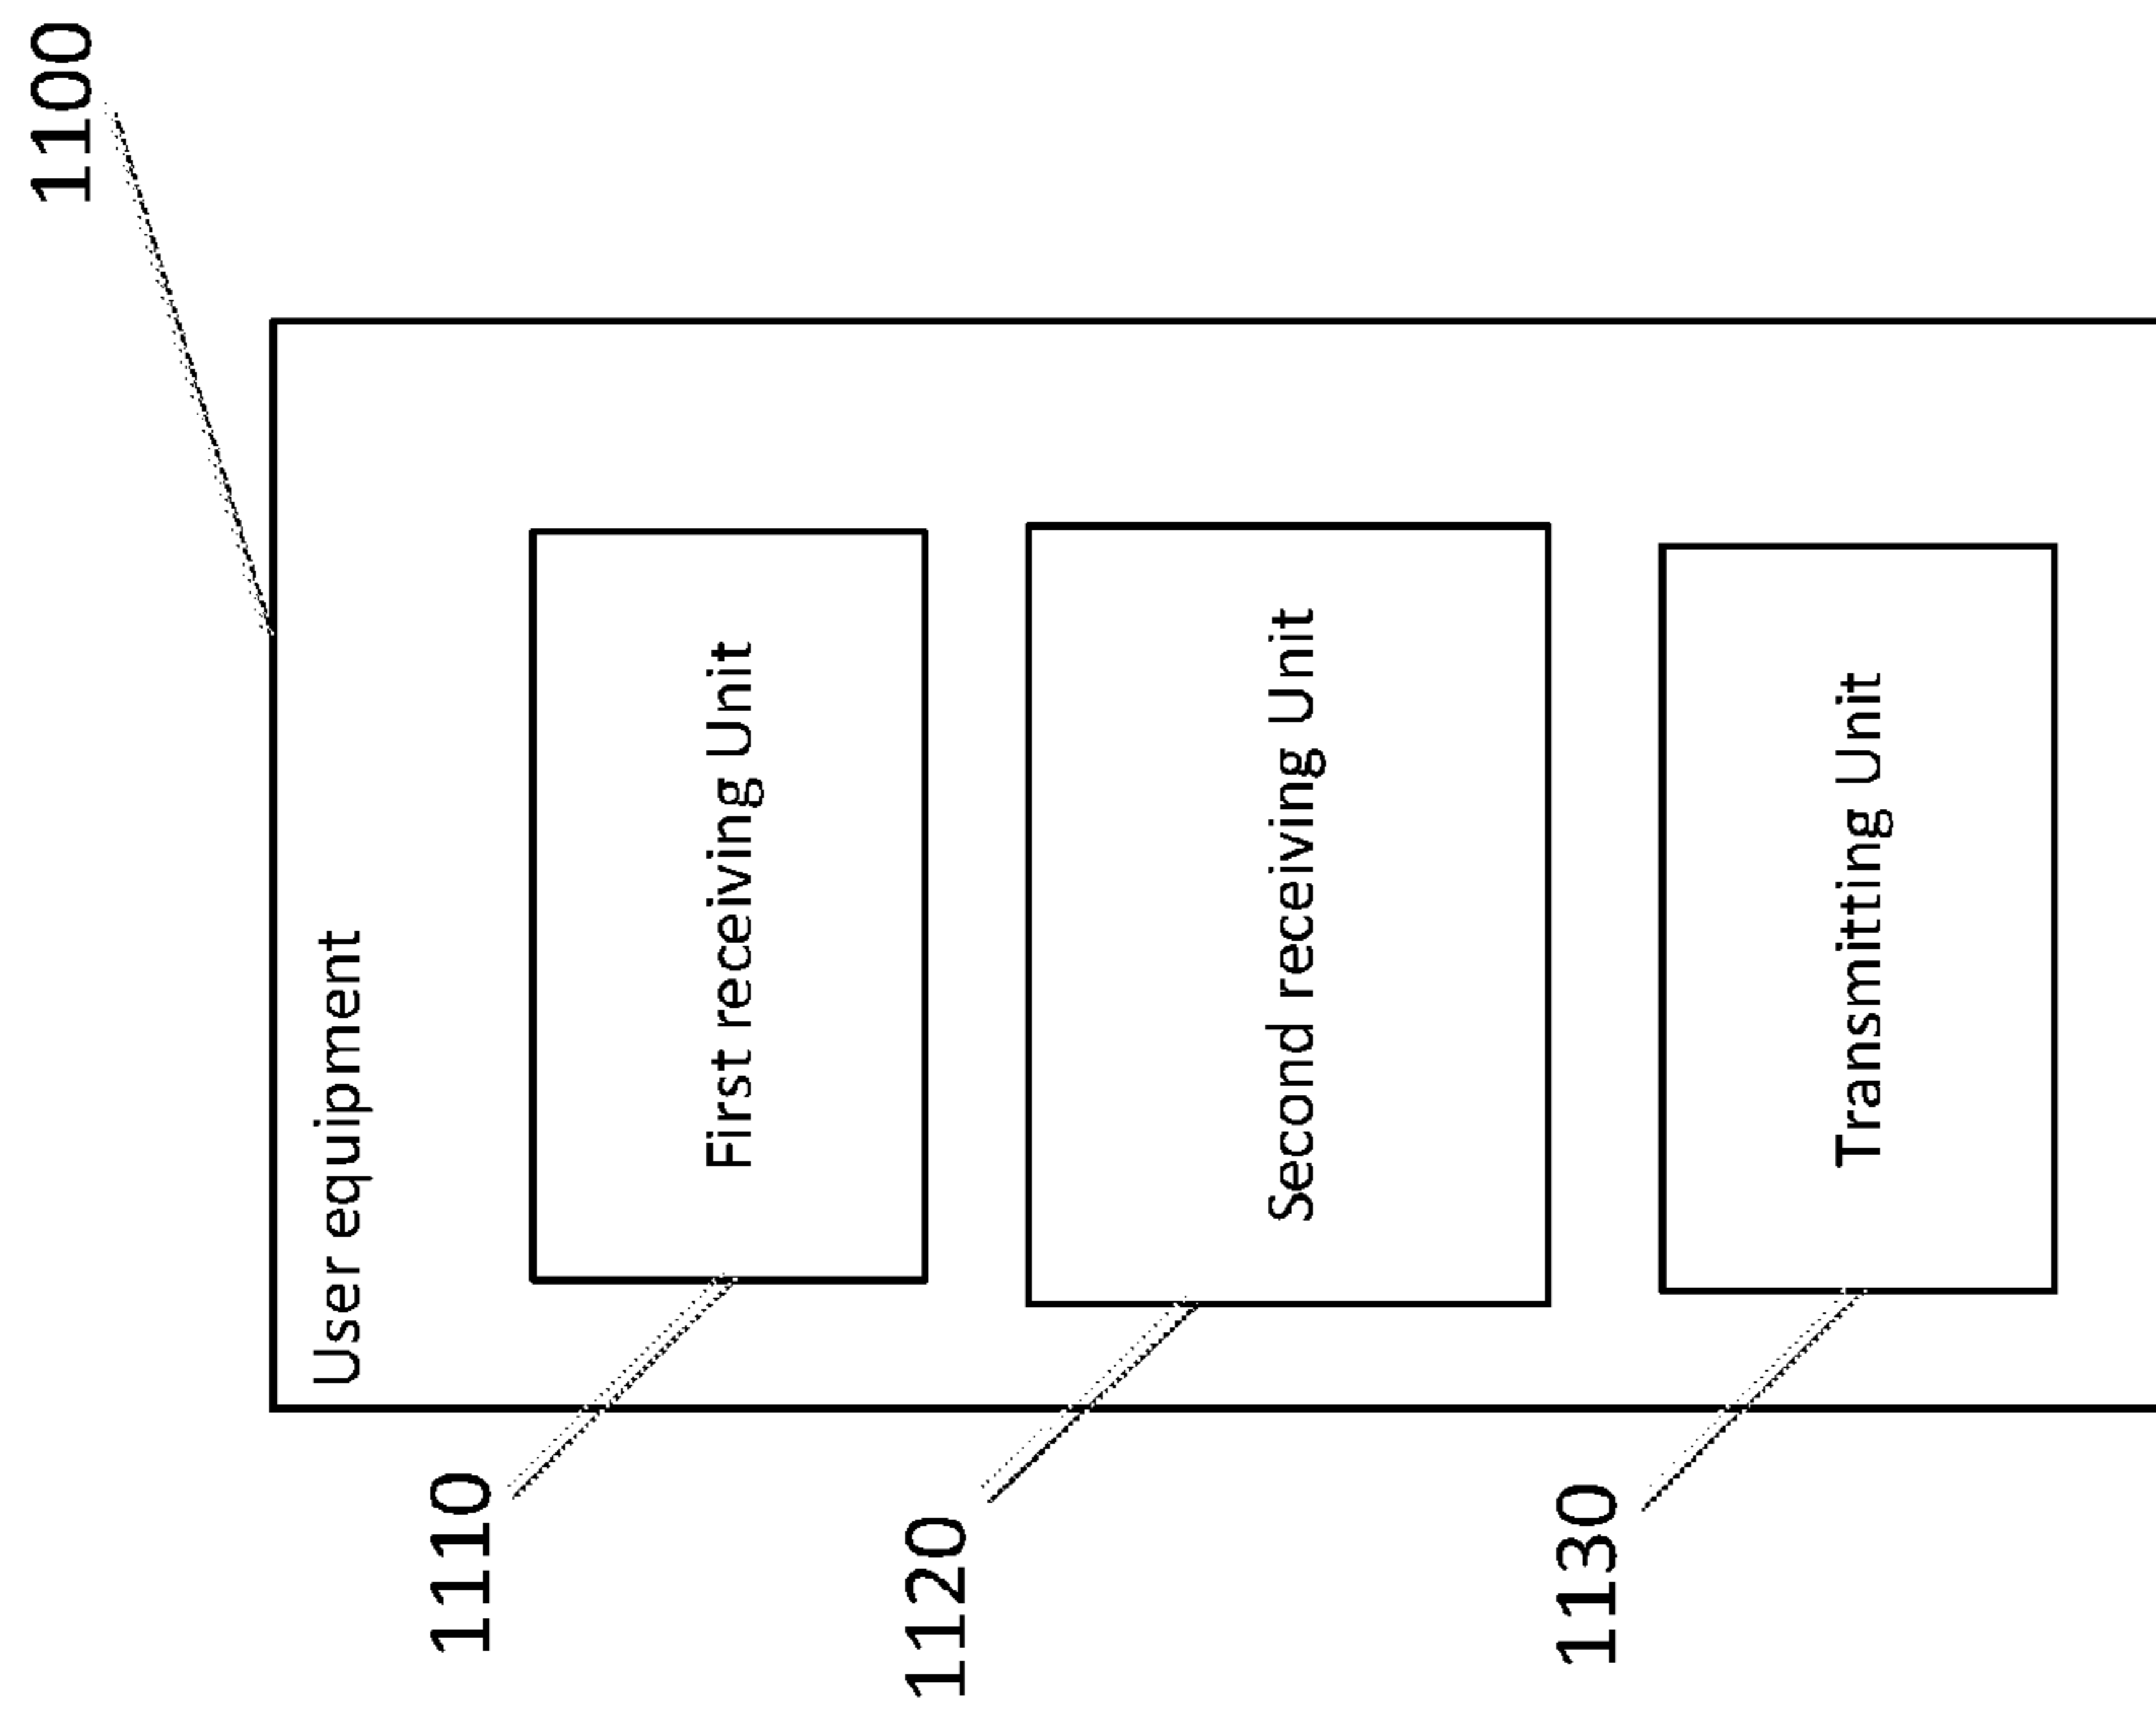 1100
User equipment
1110
First receiving Unit
1120
Second receiving Unit
1130
Transmitting Unit